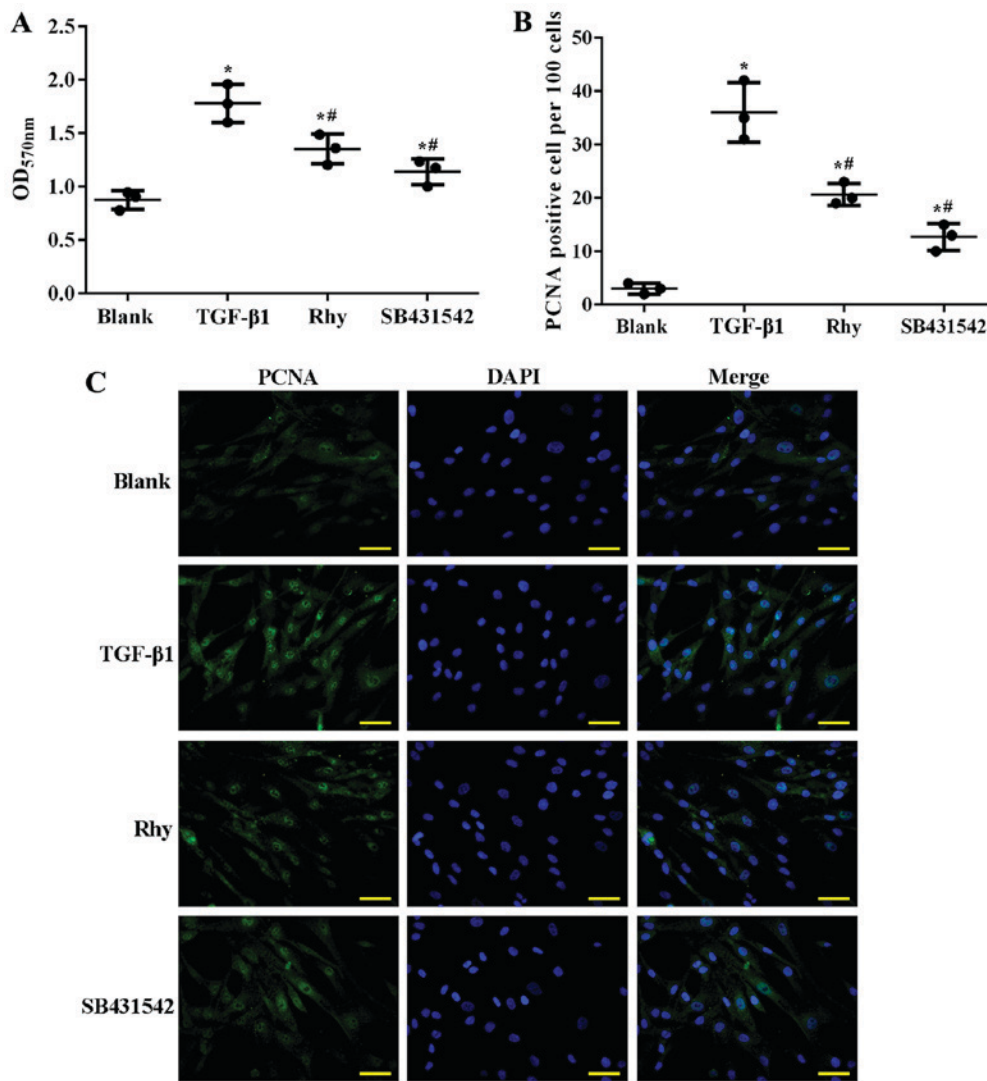 A
OD570nm
2.5
2.0
1.5
1.0
0.5
0.0
*
*#
*#
Blank TGF-β1 Rhy SB431542
B
PCNA positive cell per 100 cells
50
40
30
20
10
0
*
*#
*#
Blank TGF-β1 Rhy SB431542
C
PCNA DAPI Merge
Blank
TGF-β1
Rhy
SB431542